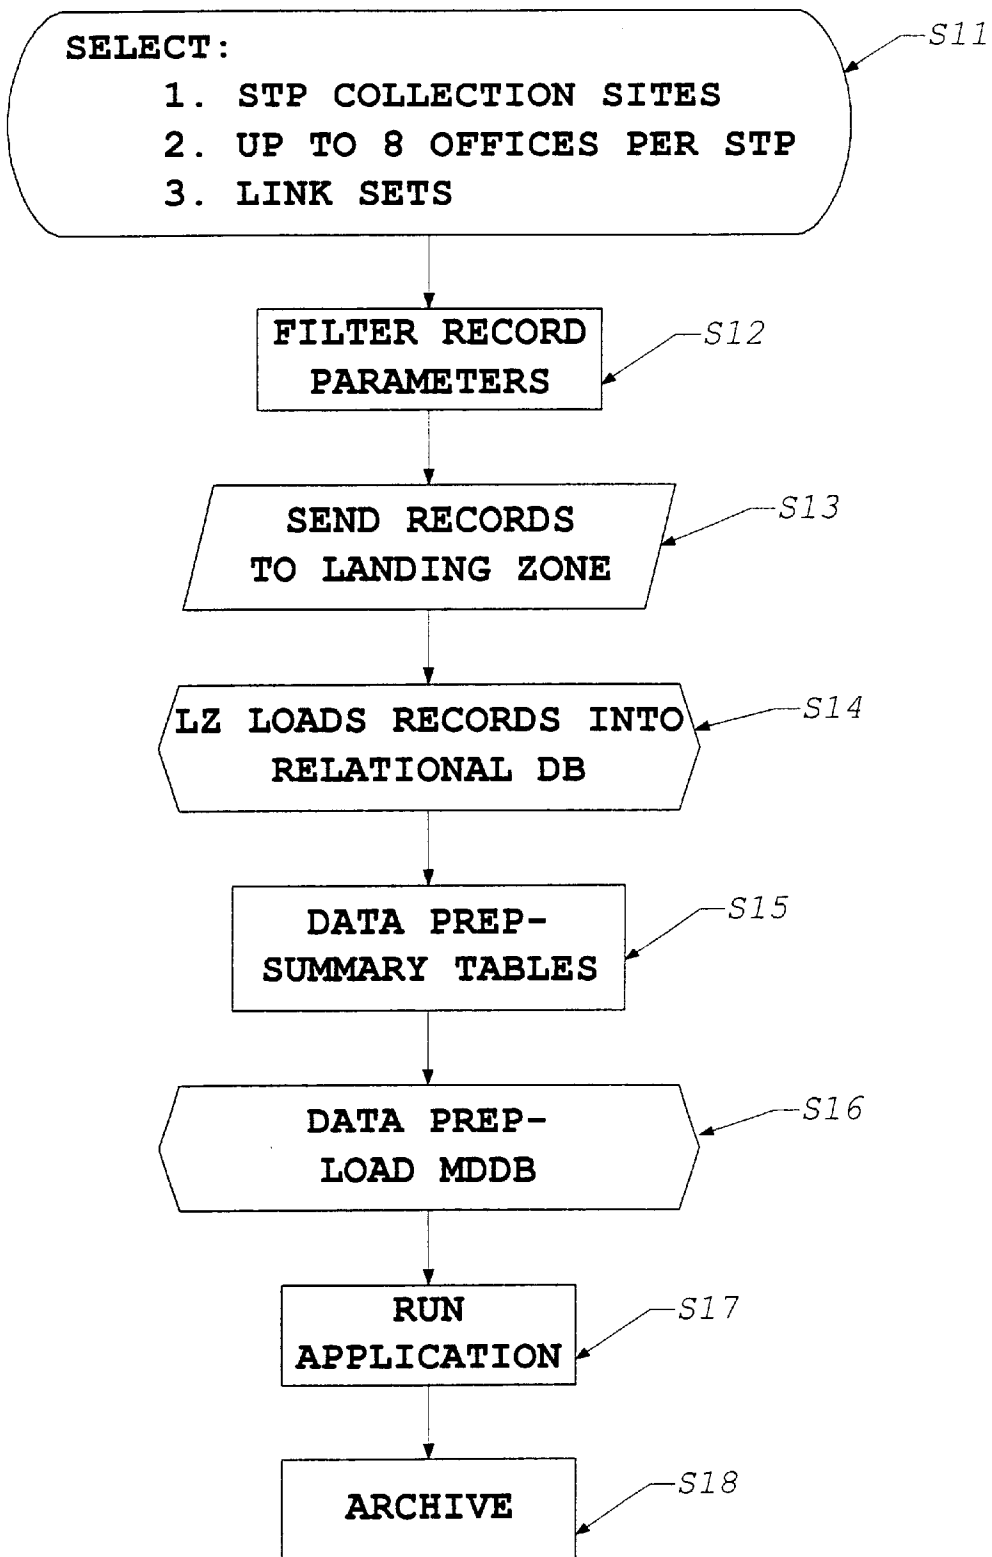 SELECT:
1. STP COLLECTION SITES
2. UP TO 8 OFFICES PER STP
3. LINK SETS
S11
FILTER RECORD
PARAMETERS
S12
SEND RECORDS
TO LANDING ZONE
S13
LZ LOADS RECORDS INTO
RELATIONAL DB
S14
DATA PREP-
SUMMARY TABLES
S15
DATA PREP-
LOAD MDDB
S16
RUN
APPLICATION
S17
ARCHIVE
S18